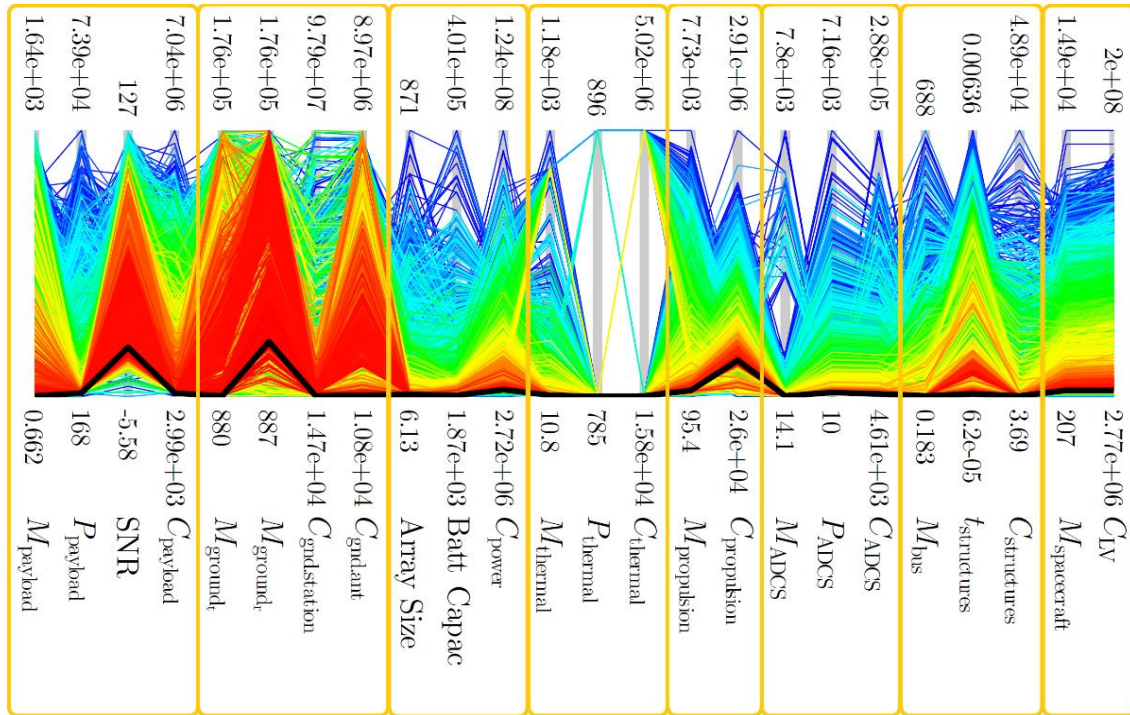 1.64e+03
7.39e+04
127
7.04e+06
1.76e+05
1.76e+05
9.79e+07
8.97e+06
871
4.01e+05
1.24e+08
1.18e+03
896
5.02e+06
7.73e+03
2.91e+06
7.8e+03
7.16e+03
2.88e+05
688
0.00636
4.89e+04
1.49e+04
2e+08
0.662
168
-5.58
2.99e+03
880
887
1.47e+04
1.08e+04
6.13
1.87e+03
2.72e+06
10.8
785
1.58e+04
95.4
2.6e+04
14.1
10
4.61e+03
0.183
6.2e-05
3.69
207
2.77e+06
M_payload
P_payload
SNR
C_payload
M_ground_t
M_ground_r
C_gnd.station
C_gnd.ant
Array Size
Batt Capac
C_power
M_thermal
P_thermal
C_thermal
M_propulsion
C_propulsion
M_ADCS
P_ADCS
C_ADCS
M_bus
t_structures
C_structures
M_spacecraft
C_LV